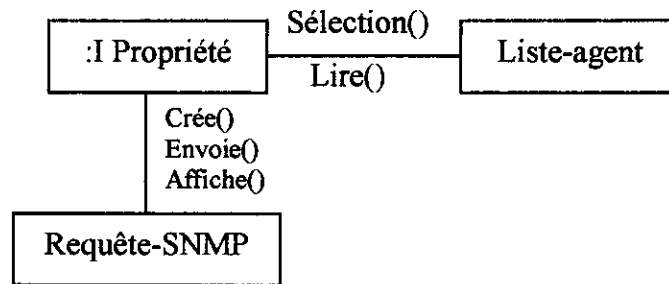 :I Propriété
Sélection()
Lire()
Liste-agent
Crée()
Envoie()
Affiche()
Requête-SNMP